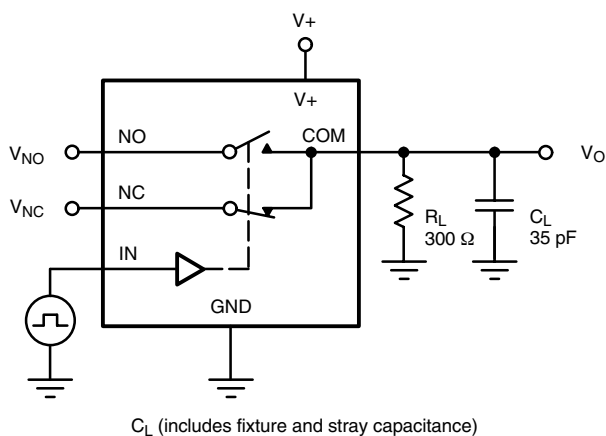 V+
V+
NO
COM
V_NO
V_O
NC
V_NC
R_L
300 Ω
C_L
35 pF
IN
GND
C_L (includes fixture and stray capacitance)